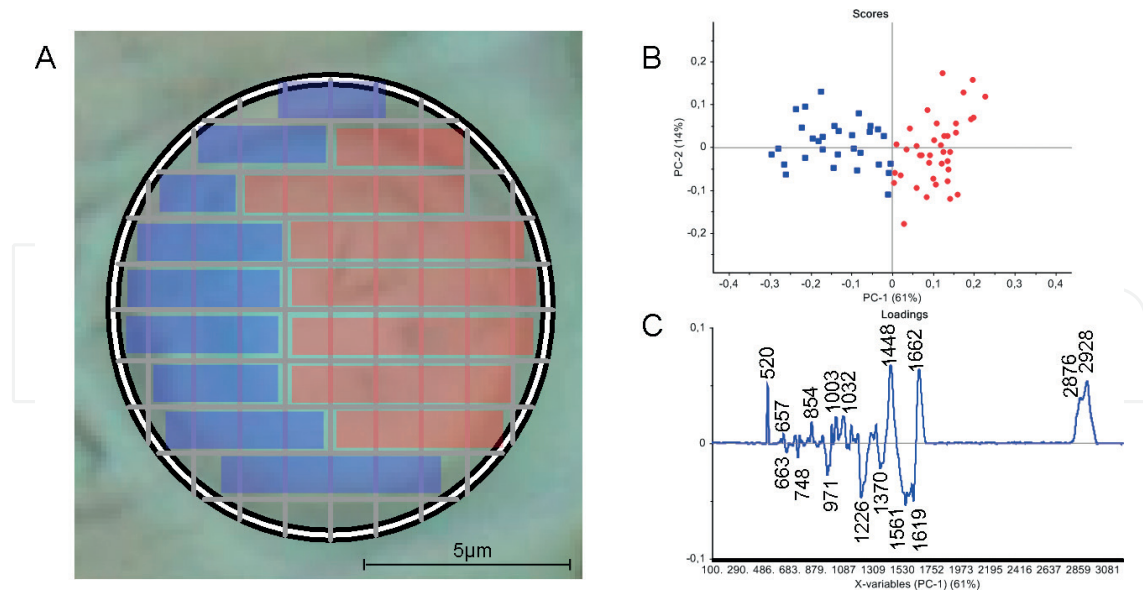 A
5µm
B
Scores
0,2
0,1
0
-0,1
-0,2
PC-2 (14%)
-0,4 -0,3 -0,2 -0,1 0 0,1 0,2 0,3 0,4
PC-1 (61%)
C
Loadings
0,1
0
-0,1
520
657
663
748
854
971
1003
1032
1226
1370
1448
1561
1619
1662
2876
2928
100. 290. 486. 683. 879. 1087 1309 1530 1752 1973 2195 2416 2637 2859 3081
X-variables (PC-1) (61%)